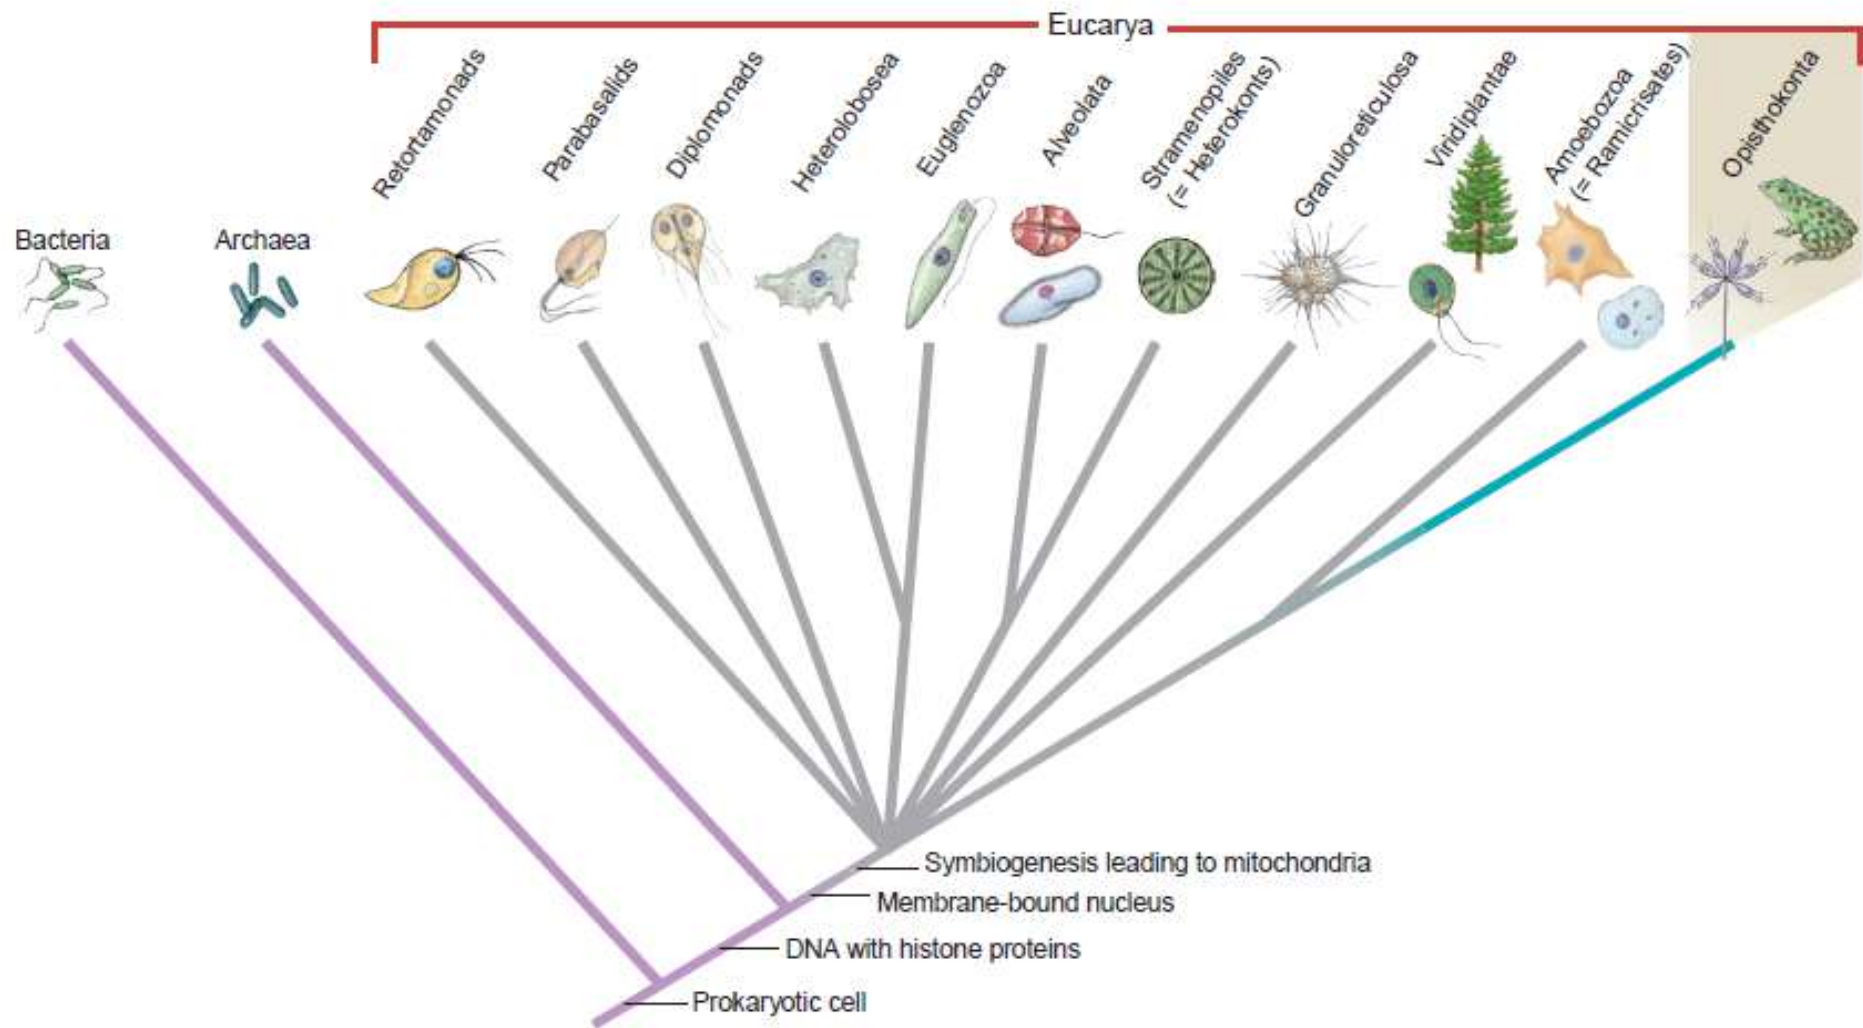 Eucarya
Bacteria
Archaea
Retortamonads
Parabasalids
Diplomonads
Heterolobosea
Euglenozoa
Alveolata
Stramenopiles
(= Heterokonts)
Granuloreticulosa
Viridiplantae
Amoebozoa
(= Ramicrisates)
Opisthokonta
Symbiogenesis leading to mitochondria
Membrane-bound nucleus
DNA with histone proteins
Prokaryotic cell